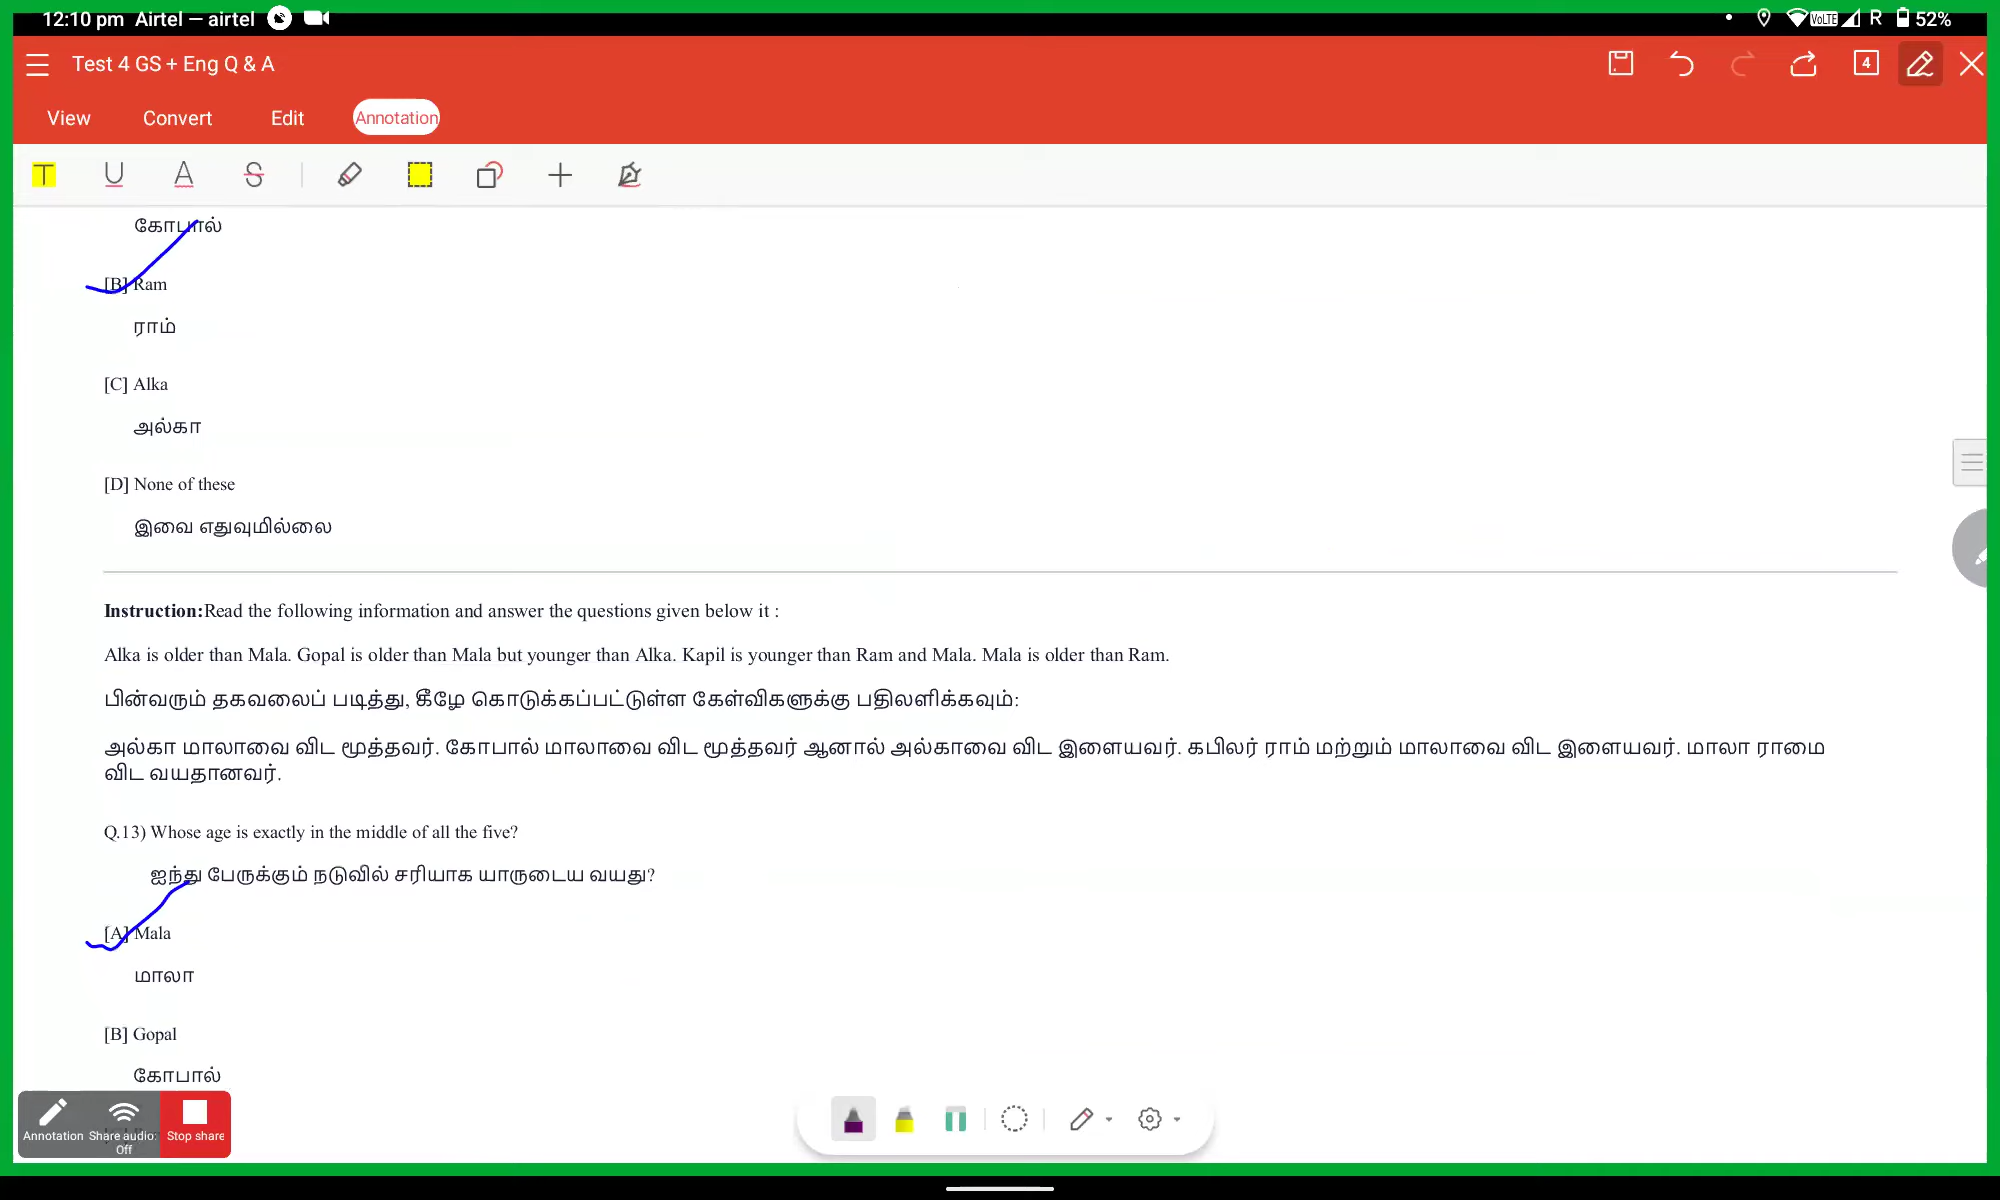 12:10 pm Airtel — airtel
VoLTE R 52%
Test 4 GS + Eng Q & A
4
View Convert Edit Annotation
T U A S
கோபால்
[B] Ram
ராம்
[C] Alka
அல்கா
[D] None of these
இவை எதுவுமில்லை
Instruction:Read the following information and answer the questions given below it :
Alka is older than Mala. Gopal is older than Mala but younger than Alka. Kapil is younger than Ram and Mala. Mala is older than Ram.
பின்வரும் தகவலைப் படித்து, கீழே கொடுக்கப்பட்டுள்ள கேள்விகளுக்கு பதிலளிக்கவும்:
அல்கா மாலாவை விட மூத்தவர். கோபால் மாலாவை விட மூத்தவர் ஆனால் அல்காவை விட இளையவர். கபிலர் ராம் மற்றும் மாலாவை விட இளையவர். மாலா ராமை
விட வயதானவர்.
Q.13) Whose age is exactly in the middle of all the five?
ஐந்து பேருக்கும் நடுவில் சரியாக யாருடைய வயது?
[A] Mala
மாலா
[B] Gopal
கோபால்
Annotation Share audio: Off Stop share